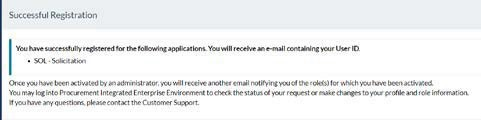 Successful Registration
You have successfully registered for the following applications. You will receive an e-mail containing your User ID.
• SOL - Solicitation
Once you have been activated by an administrator, you will receive another email notifying you of the role(s) for which you have been activated.
You may log into Procurement Integrated Enterprise Environment to check the status of your request or make changes to your profile and role information.
If you have any questions, please contact the Customer Support.